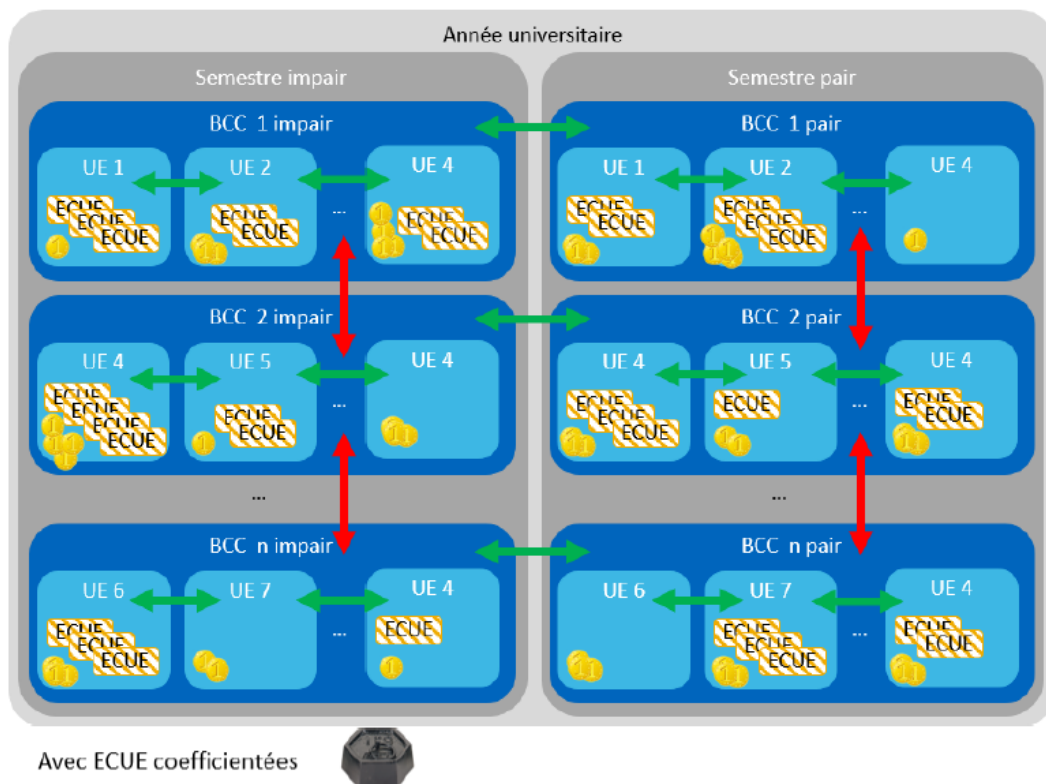 Année universitaire
Semestre impair
Semestre pair
BCC 1 impair
BCC 1 pair
UE 1
UE 2
...
UE 4
UE 1
UE 2
...
UE 4
ECUE
ECUE
ECUE
ECUE
ECUE
ECUE
ECUE
ECUE
ECUE
ECUE
ECUE
ECUE
BCC 2 impair
BCC 2 pair
UE 4
UE 5
...
UE 4
UE 4
UE 5
...
UE 4
ECUE
ECUE
ECUE
ECUE
ECUE
ECUE
ECUE
ECUE
ECUE
ECUE
ECUE
ECUE
...
...
BCC n impair
BCC n pair
UE 6
UE 7
...
UE 4
UE 6
UE 7
...
UE 4
ECUE
ECUE
ECUE
ECUE
ECUE
ECUE
ECUE
ECUE
ECUE
Avec ECUE coefficientées